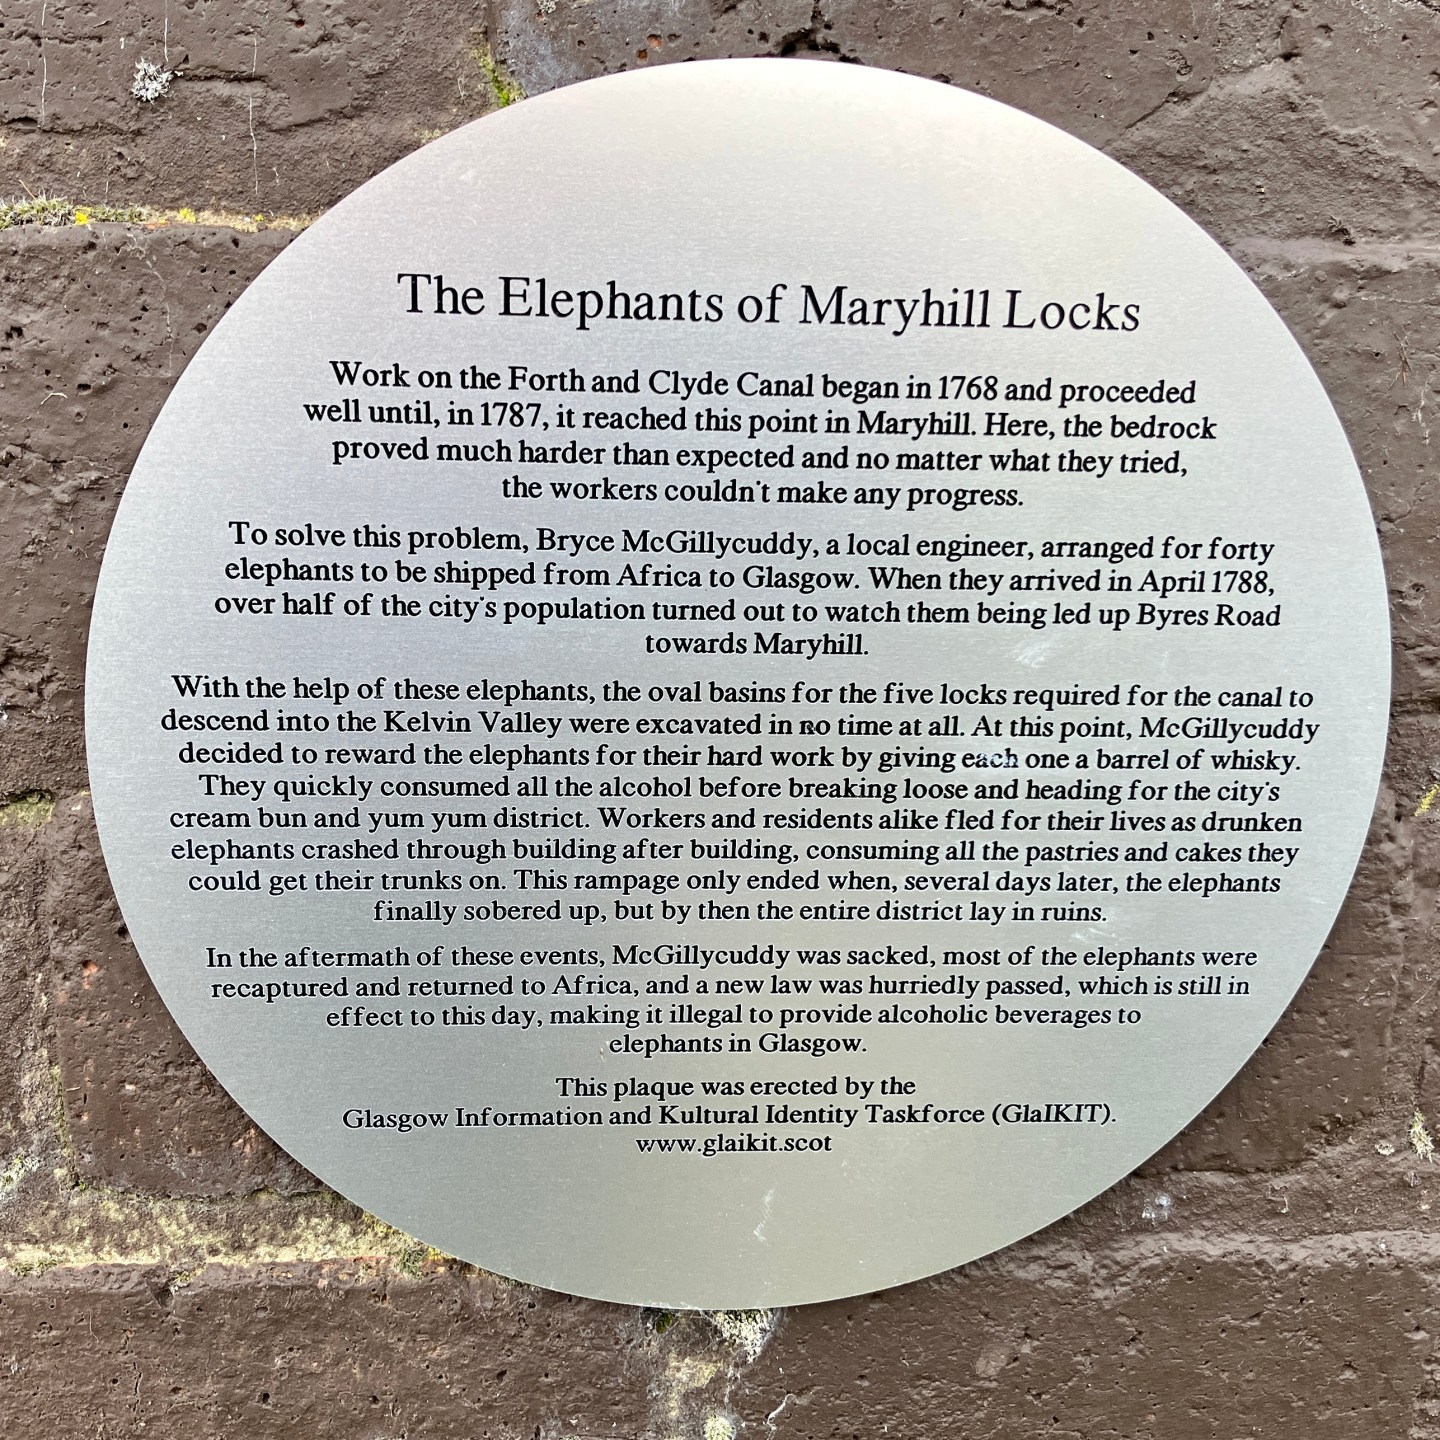 The Elephants of Maryhill Locks
Work on the Forth and Clyde Canal began in 1768 and proceeded
well until, in 1787, it reached this point in Maryhill. Here, the bedrock
proved much harder than expected and no matter what they tried,
the workers couldn't make any progress.
To solve this problem, Bryce McGillycuddy, a local engineer, arranged for forty
elephants to be shipped from Africa to Glasgow. When they arrived in April 1788,
over half of the city's population turned out to watch them being led up Byres Road
towards Maryhill.
With the help of these elephants, the oval basins for the five locks required for the canal to
descend into the Kelvin Valley were excavated in no time at all. At this point, McGillycuddy
decided to reward the elephants for their hard work by giving each one a barrel of whisky.
They quickly consumed all the alcohol before breaking loose and heading for the city's
cream bun and yum yum district. Workers and residents alike fled for their lives as drunken
elephants crashed through building after building, consuming all the pastries and cakes they
could get their trunks on. This rampage only ended when, several days later, the elephants
finally sobered up, but by then the entire district lay in ruins.
In the aftermath of these events, McGillycuddy was sacked, most of the elephants were
recaptured and returned to Africa, and a new law was hurriedly passed, which is still in
effect to this day, making it illegal to provide alcoholic beverages to
elephants in Glasgow.
This plaque was erected by the
Glasgow Information and Kultural Identity Taskforce (GlaIKIT).
www.glaikit.scot